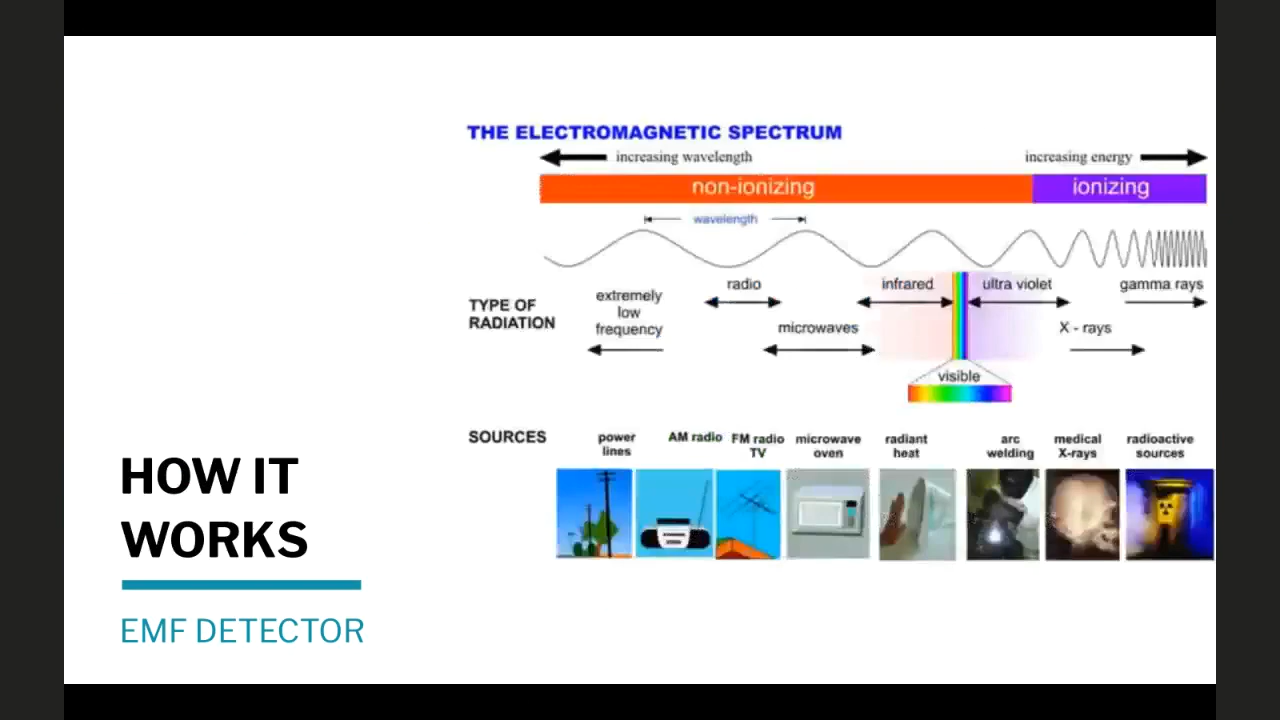 THE ELECTROMAGNETIC SPECTRUM
increasing wavelength
increasing energy
non-ionizing
ionizing
wavelength
TYPE OF
RADIATION
extremely
low
frequency
radio
microwaves
infrared
visible
ultra violet
X - rays
gamma rays
SOURCES
power
lines
AM radio
FM radio
TV
microwave
oven
radiant
heat
arc
welding
medical
X-rays
radioactive
sources
HOW IT
WORKS
EMF DETECTOR